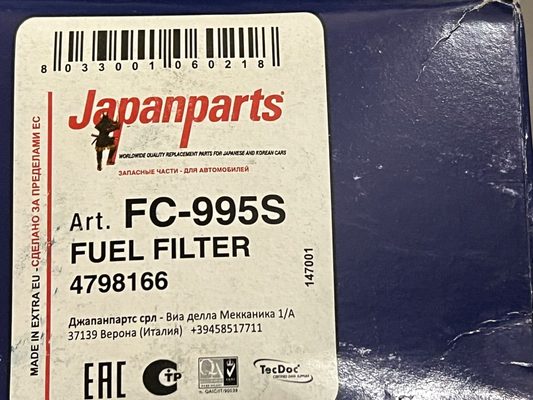 8 033001 060218
Japanparts
WORLDWIDE QUALITY REPLACEMENT PARTS FOR JAPANESE AND KOREAN CARS
ЗАПАСНЫЕ ЧАСТИ - ДЛЯ АВТОМОБИЛЕЙ
Art. FC-995S
FUEL FILTER
4798166
147001
MADE IN EXTRA EU - СДЕЛАНО ЗА ПРЕДЕЛАМИ ЕС
Джапанпартс срл - Виа делла Мекканика 1/А
37139 Верона (Италия) +39458517711
EAC
СТР
TecDoc